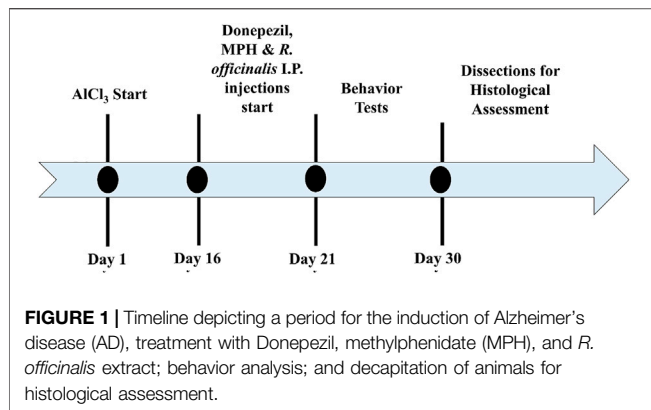 Donepezil,
MPH & R.
officinalis I.P.
injections
start
AlCl₃ Start
Behavior
Tests
Dissections for
Histological
Assessment
Day 1
Day 16
Day 21
Day 30
FIGURE 1 | Timeline depicting a period for the induction of Alzheimer's
disease (AD), treatment with Donepezil, methylphenidate (MPH), and R.
officinalis extract; behavior analysis; and decapitation of animals for
histological assessment.